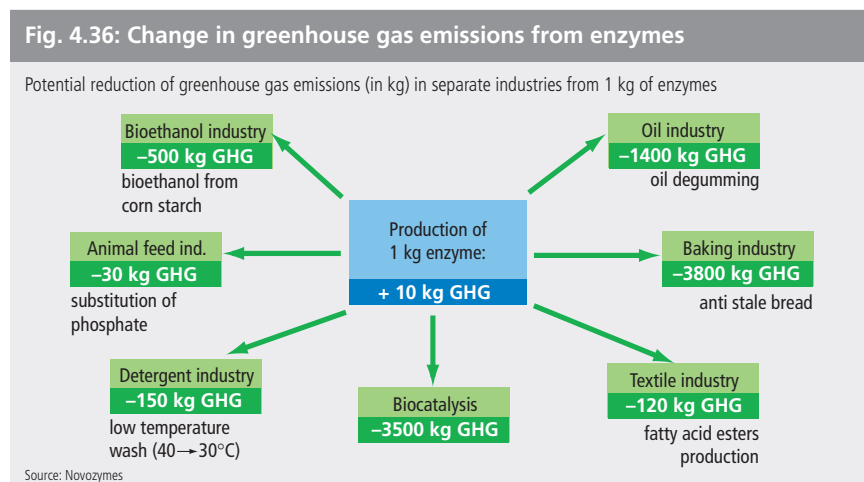 Fig. 4.36: Change in greenhouse gas emissions from enzymes
Potential reduction of greenhouse gas emissions (in kg) in separate industries from 1 kg of enzymes
Bioethanol industry
–500 kg GHG
bioethanol from
corn starch
Oil industry
–1400 kg GHG
oil degumming
Production of
1 kg enzyme:
+ 10 kg GHG
Animal feed ind.
–30 kg GHG
substitution of
phosphate
Baking industry
–3800 kg GHG
anti stale bread
Detergent industry
–150 kg GHG
low temperature
wash (40→30°C)
Biocatalysis
–3500 kg GHG
Textile industry
–120 kg GHG
fatty acid esters
production
Source: Novozymes